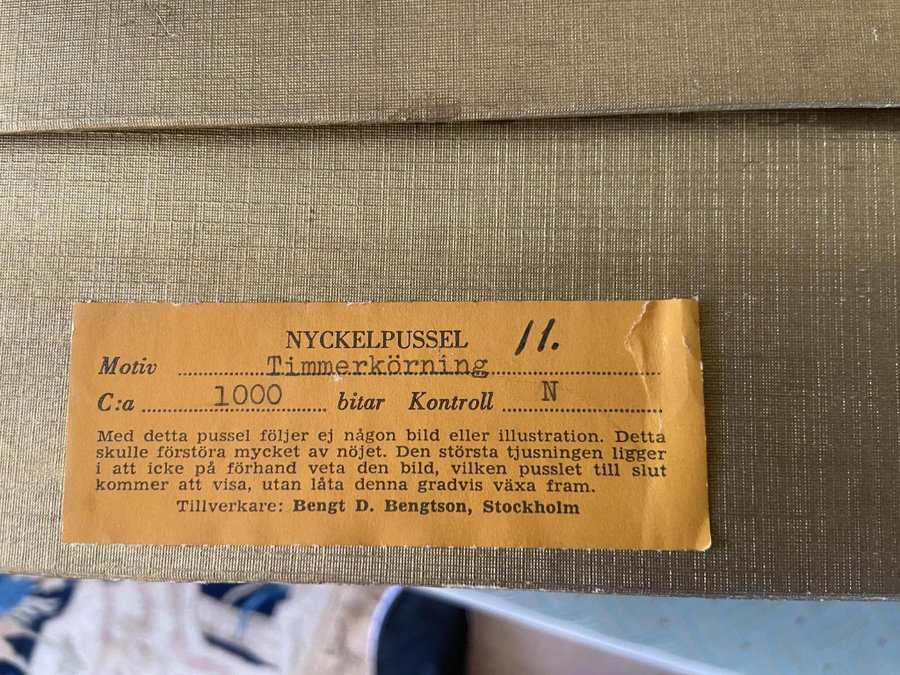 NYCKELPUSSEL 11.
Motiv Timmerkörning
C:a 1000 bitar Kontroll N
Med detta pussel följer ej någon bild eller illustration. Detta
skulle förstöra mycket av nöjet. Den största tjusningen ligger
i att icke på förhand veta den bild, vilken pusslet till slut
kommer att visa, utan låta denna gradvis växa fram.
Tillverkare: Bengt D. Bengtson, Stockholm